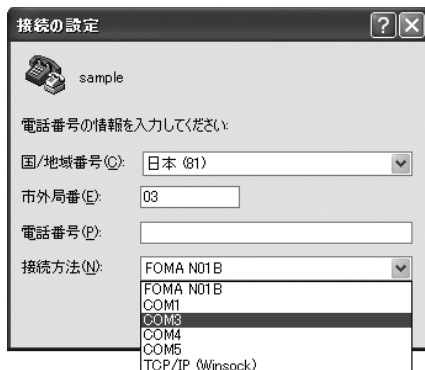 接続の設定
sample
電話番号の情報を入力してください:
国/地域番号(C): 日本 (81)
市外局番(E): 03
電話番号(P):
接続方法(N): FOMA N01B
FOMA N01B
COM1
COM3
COM4
COM5
TCP/IP (Winsock)